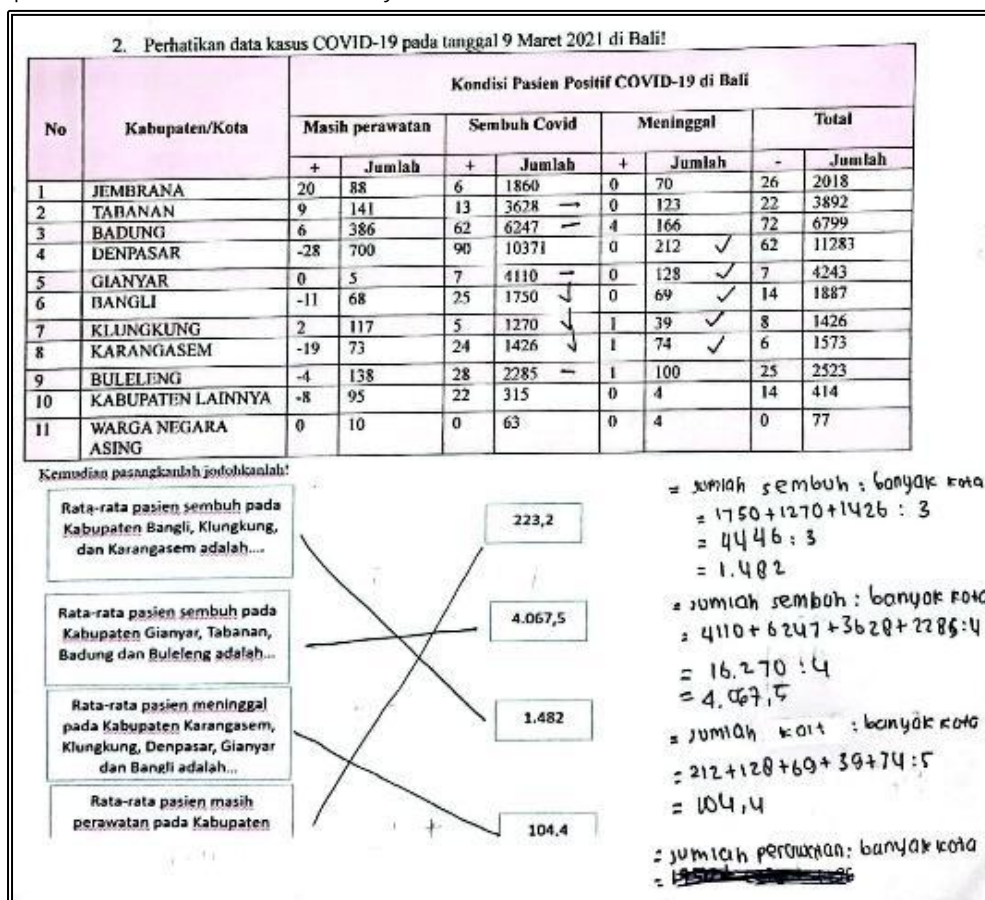 2. Perhatikan data kasus COVID-19 pada tanggal 9 Maret 2021 di Bali!
No Kabupaten/Kota Kondisi Pasien Positif COVID-19 di Bali
Masih perawatan Sembuh Covid Meninggal Total
+ Jumlah + Jumlah + Jumlah - Jumlah
1 JEMBRANA 20 88 6 1860 0 70 26 2018
2 TABANAN 9 141 13 3628 → 0 123 22 3892
3 BADUNG 6 386 62 6247 – 4 166 72 6799
4 DENPASAR -28 700 90 10371 0 212 ✓ 62 11283
5 GIANYAR 0 5 7 4110 – 0 128 ✓ 7 4243
6 BANGLI -11 68 25 1750 ✓ 0 69 ✓ 14 1887
7 KLUNGKUNG 2 117 5 1270 ✓ 1 39 ✓ 8 1426
8 KARANGASEM -19 73 24 1426 ✓ 1 74 ✓ 6 1573
9 BULELENG -4 138 28 2285 – 1 100 25 2523
10 KABUPATEN LAINNYA -8 95 22 315 0 4 14 414
11 WARGA NEGARA ASING 0 10 0 63 0 4 0 77
Kemudian pasangkanlah jodohkanlah!
Rata-rata pasien sembuh pada
Kabupaten Bangli, Klungkung,
dan Karangasem adalah....
223,2
Rata-rata pasien sembuh pada
Kabupaten Gianyar, Tabanan,
Badung dan Buleleng adalah...
4.067,5
Rata-rata pasien meninggal
pada Kabupaten Karangasem,
Klungkung, Denpasar, Gianyar
dan Bangli adalah...
1.482
Rata-rata pasien masih
perawatan pada Kabupaten
104.4
= jumlah sembuh : banyak kota
= 1750+1270+1426 : 3
= 4446 : 3
= 1.482
= jumlah sembuh : banyak kota
= 4110+6247+3628+2285:4
= 16.270 : 4
= 4.067,5
= jumlah : banyak kota
= 212+128+69+39+74:5
= 104,4
= jumlah perawatan : banyak kota
=